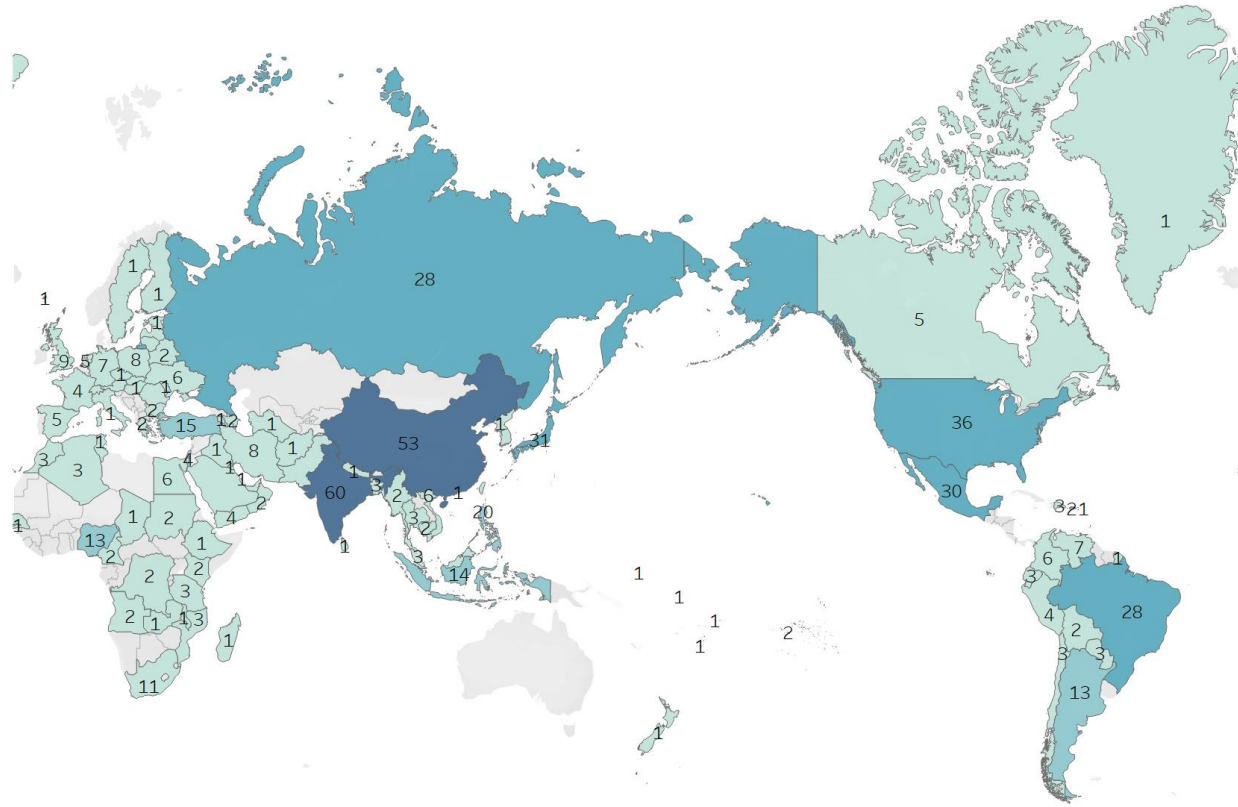 1
1
28
1 1
5
1
9 5 7 8 2
1 6
4 1 1
5 1 2
2 15 12 1 1 36
1 8 1 1 53 31
3 3 4 1
6 1 1 1
60 3 2 6 1 30
1 2 4 2 3 20 3 21
1 13 1 2
2 1 1 3 6 7 1
2 2 14 3
3 1
2 1 3 1 4 28
1 1 2 2
1 1 3 3
11 13
1